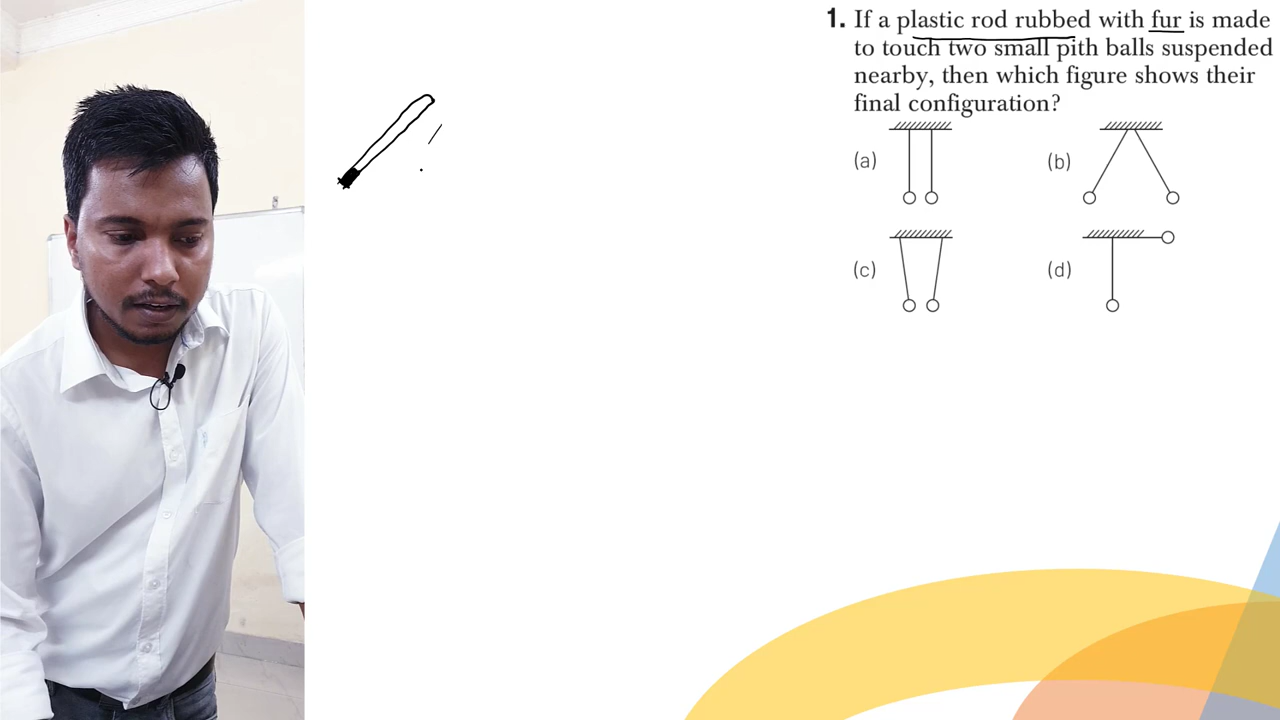 1. If a plastic rod rubbed with fur is made
to touch two small pith balls suspended
nearby, then which figure shows their
final configuration?
(a)
(b)
(c)
(d)